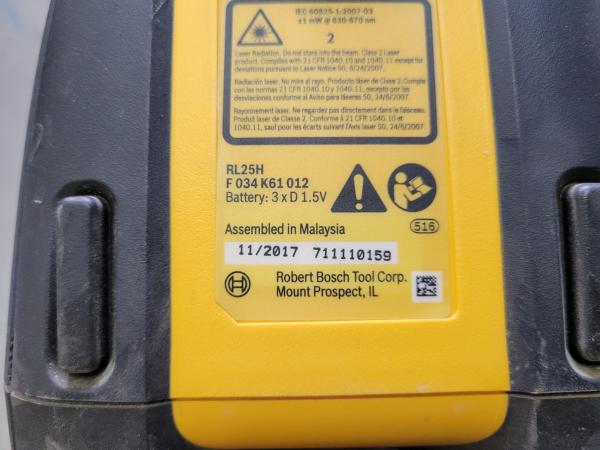 IEC 60825-1:2007-03
≤1 mW @ 630-670 nm
2
Laser Radiation. Do not stare into the beam. Class 2 Laser
product. Complies with 21 CFR 1040.10 and 1040.11 except for
deviations pursuant to Laser Notice 50, 6/24/2007.
Radiación laser. No mire al rayo. Producto láser de Clase 2. Cumple
con las normas 21 CFR 1040.10 y 1040.11, excepto por las
desviaciones conforme al Aviso para láseres 50, 24/6/2007.
Rayonnement laser. Ne regardez pas directement dans le faisceau.
Produit laser de Classe 2. Conforme à 21 CFR 1040.10 et
1040.11, sauf pour les écarts suivant l'Avis laser 50, 24/6/2007.
RL25H
F 034 K61 012
Battery: 3 x D 1.5V
Assembled in Malaysia
516
11/2017 711110159
Robert Bosch Tool Corp.
Mount Prospect, IL